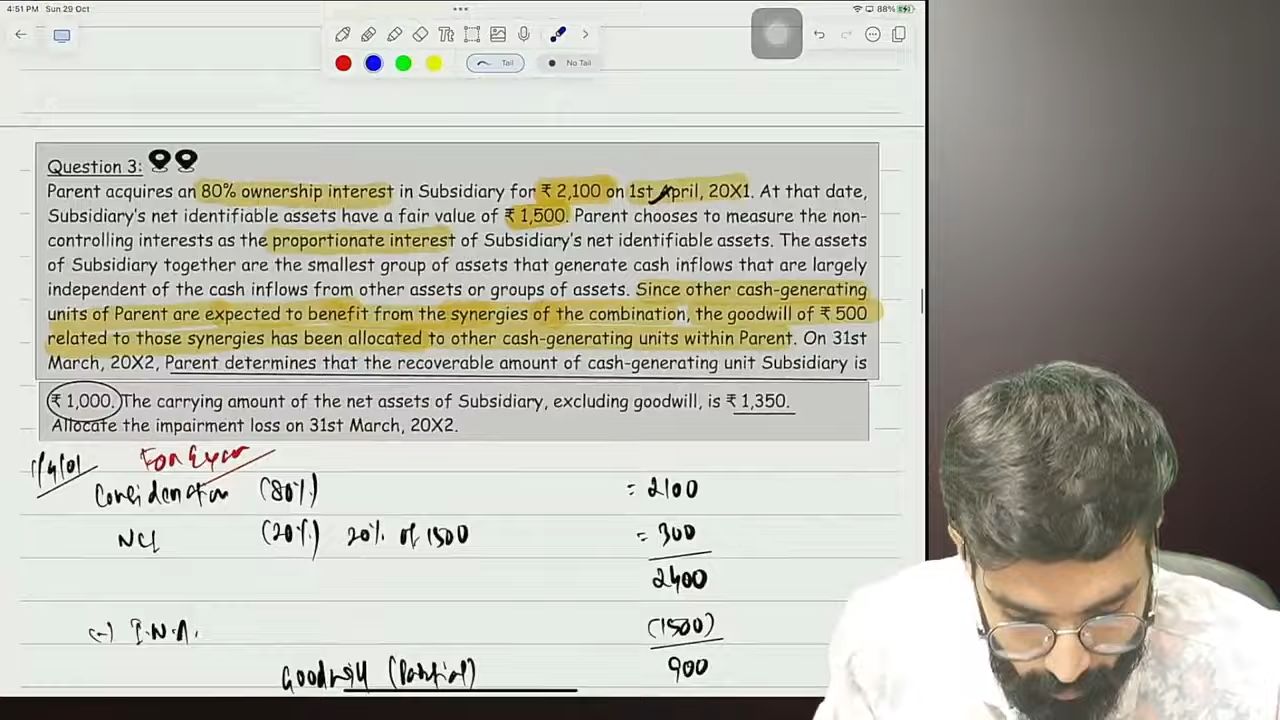 4:51 PM Sun 29 Oct
88%
Tail
No Tail
Question 3:
Parent acquires an 80% ownership interest in Subsidiary for ₹ 2,100 on 1st April, 20X1. At that date,
Subsidiary's net identifiable assets have a fair value of ₹ 1,500. Parent chooses to measure the non-
controlling interests as the proportionate interest of Subsidiary's net identifiable assets. The assets
of Subsidiary together are the smallest group of assets that generate cash inflows that are largely
independent of the cash inflows from other assets or groups of assets. Since other cash-generating
units of Parent are expected to benefit from the synergies of the combination, the goodwill of ₹ 500
related to those synergies has been allocated to other cash-generating units within Parent. On 31st
March, 20X2, Parent determines that the recoverable amount of cash-generating unit Subsidiary is
₹ 1,000. The carrying amount of the net assets of Subsidiary, excluding goodwill, is ₹ 1,350.
Allocate the impairment loss on 31st March, 20X2.
1/4/01 For Exam
Consideration (80%) = 2100
NCI (20%) 20% of 1500 = 300
2400
(-) I.N.A. (1500)
Goodwill (Partial) 900